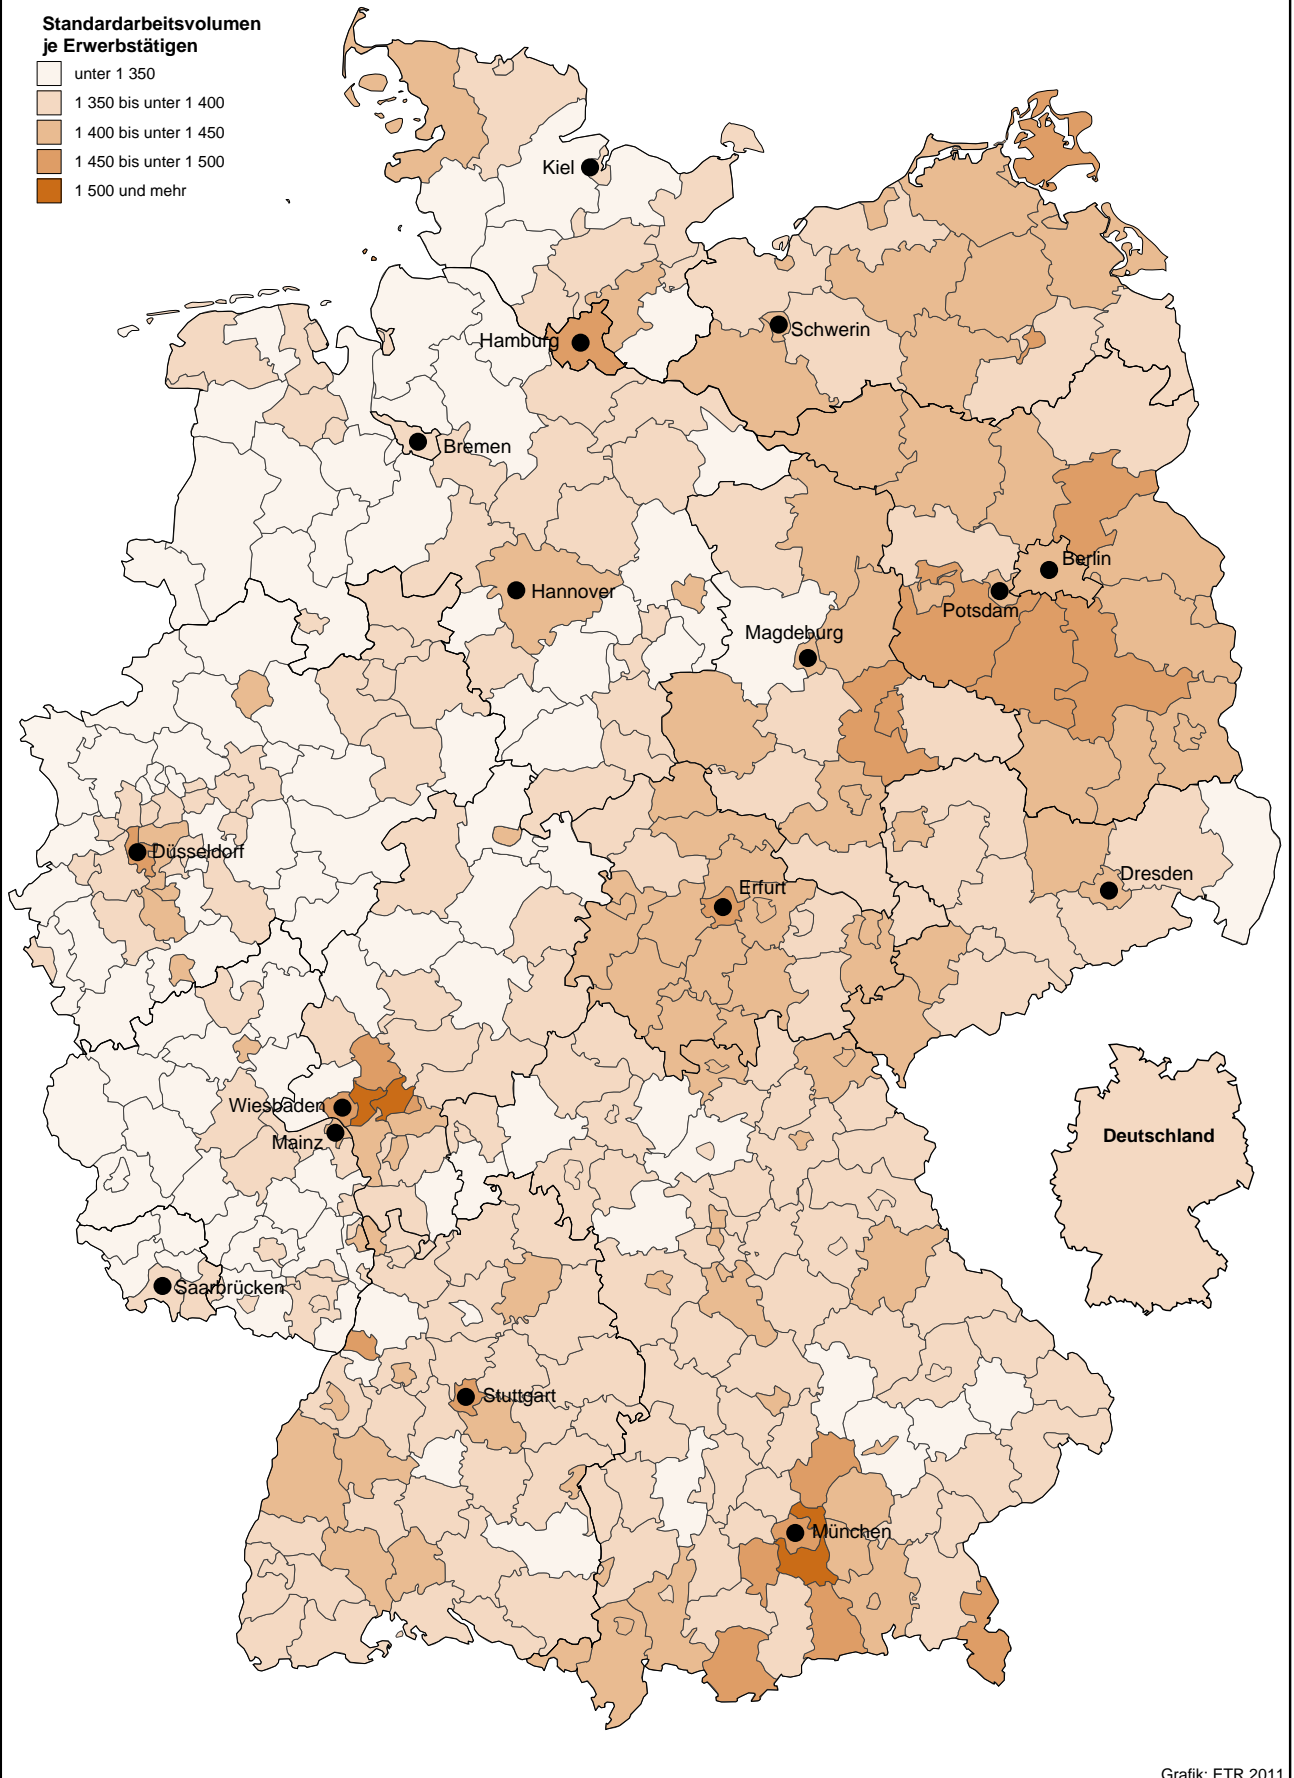 Standardarbeitsvolumen
je Erwerbstätigen
unter 1 350
1 350 bis unter 1 400
1 400 bis unter 1 450
1 450 bis unter 1 500
1 500 und mehr
Kiel
Schwerin
Hamburg
Bremen
Berlin
Hannover
Potsdam
Magdeburg
Düsseldorf
Dresden
Erfurt
Wiesbaden
Deutschland
Mainz
Saarbrücken
Stuttgart
München
Grafik: ETR 2011